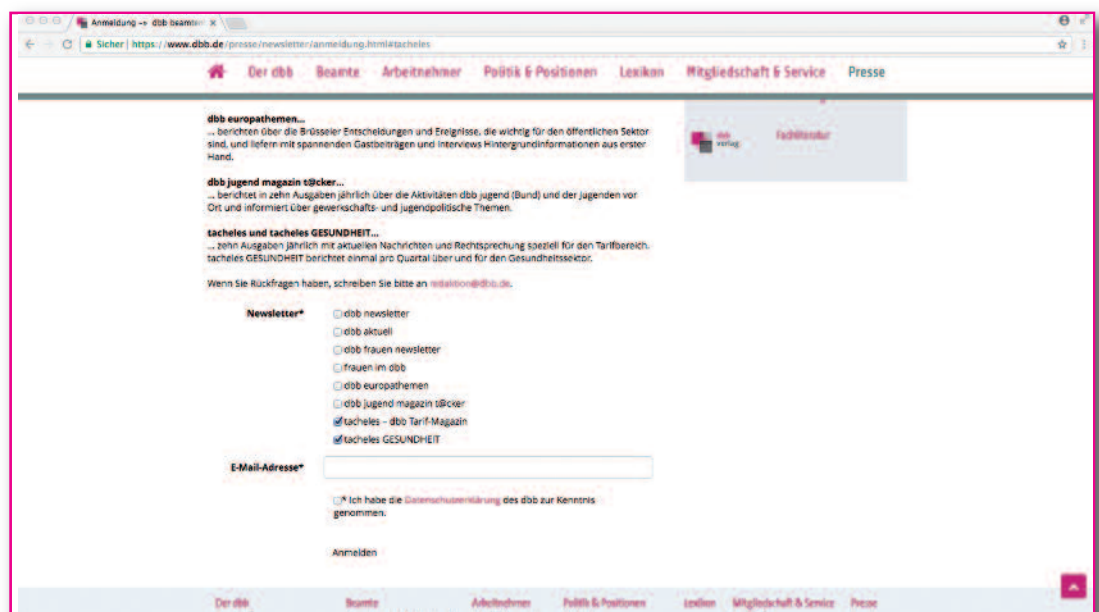 Anmeldung -» dbb beamten
Sicher | https://www.dbb.de/presse/newsletter/anmeldung.html#tacheles
Der dbb Beamte Arbeitnehmer Politik & Positionen Lexikon Mitgliedschaft & Service Presse
dbb europathemen...
... berichten über die Brüsseler Entscheidungen und Ereignisse, die wichtig für den öffentlichen Sektor
sind, und liefern mit spannenden Gastbeiträgen und Interviews Hintergrundinformationen aus erster
Hand.
dbb verlag
Fachliteratur
dbb jugend magazin t@cker...
... berichtet in zehn Ausgaben jährlich über die Aktivitäten dbb jugend (Bund) und der Jugenden vor
Ort und informiert über gewerkschafts- und jugendpolitische Themen.
tacheles und tacheles GESUNDHEIT...
... zehn Ausgaben jährlich mit aktuellen Nachrichten und Rechtsprechung speziell für den Tarifbereich.
tacheles GESUNDHEIT berichtet einmal pro Quartal über und für den Gesundheitssektor.
Wenn Sie Rückfragen haben, schreiben Sie bitte an redaktion@dbb.de.
Newsletter*
dbb newsletter
dbb aktuell
dbb frauen newsletter
frauen im dbb
dbb europathemen
dbb jugend magazin t@cker
tacheles – dbb Tarif-Magazin
tacheles GESUNDHEIT
E-Mail-Adresse*
* Ich habe die Datenschutzerklärung des dbb zur Kenntnis
genommen.
Anmelden
Der dbb Beamte Arbeitnehmer Politik & Positionen Lexikon Mitgliedschaft & Service Presse